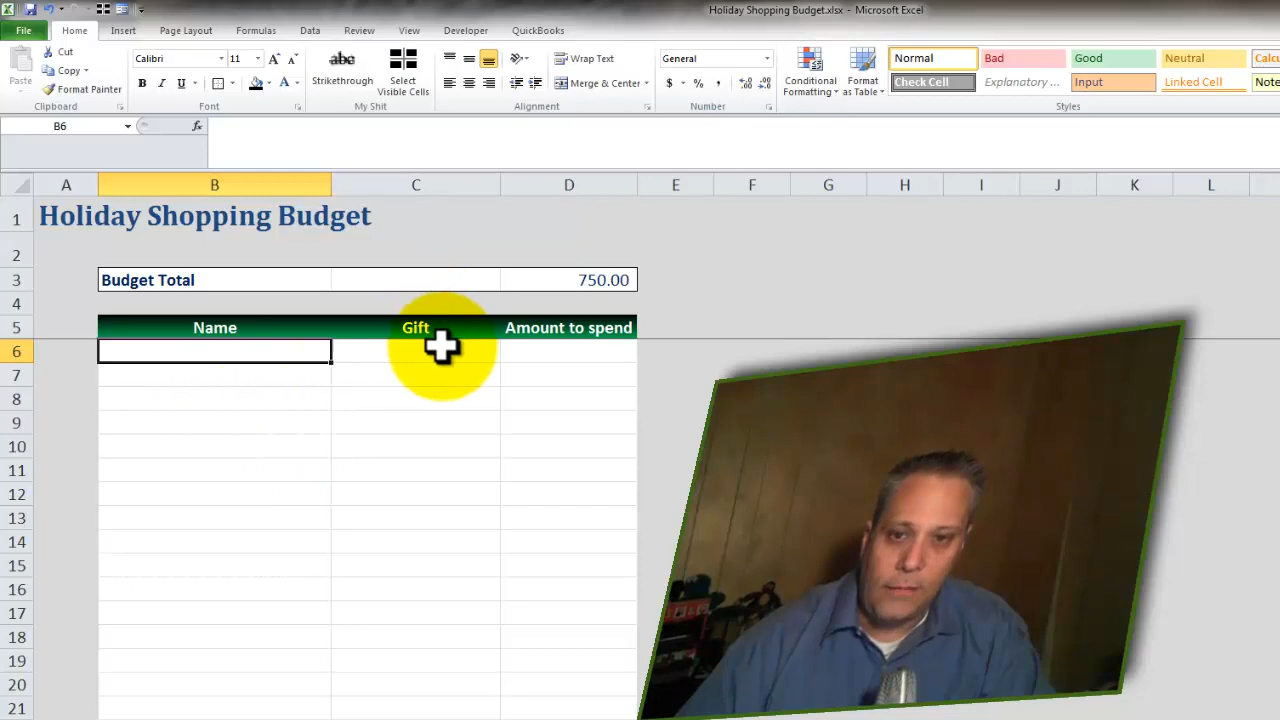 Holiday Shopping Budget.xlsx - Microsoft Excel
File Home Insert Page Layout Formulas Data Review View Developer QuickBooks
Paste
Cut
Copy
Format Painter
Clipboard
Calibri 11
B I U A
Font
abc
Strikethrough
Select Visible Cells
My Shit
Wrap Text
Merge & Center
Alignment
General
$ % ,
Number
Conditional Formatting
Format as Table
Normal Bad Good Neutral
Check Cell Explanatory ... Input Linked Cell
Styles
B6 fx
A B C D E F G H I J K L
1 Holiday Shopping Budget
2
3 Budget Total 750.00
4
5 Name Gift Amount to spend
6
7
8
9
10
11
12
13
14
15
16
17
18
19
20
21